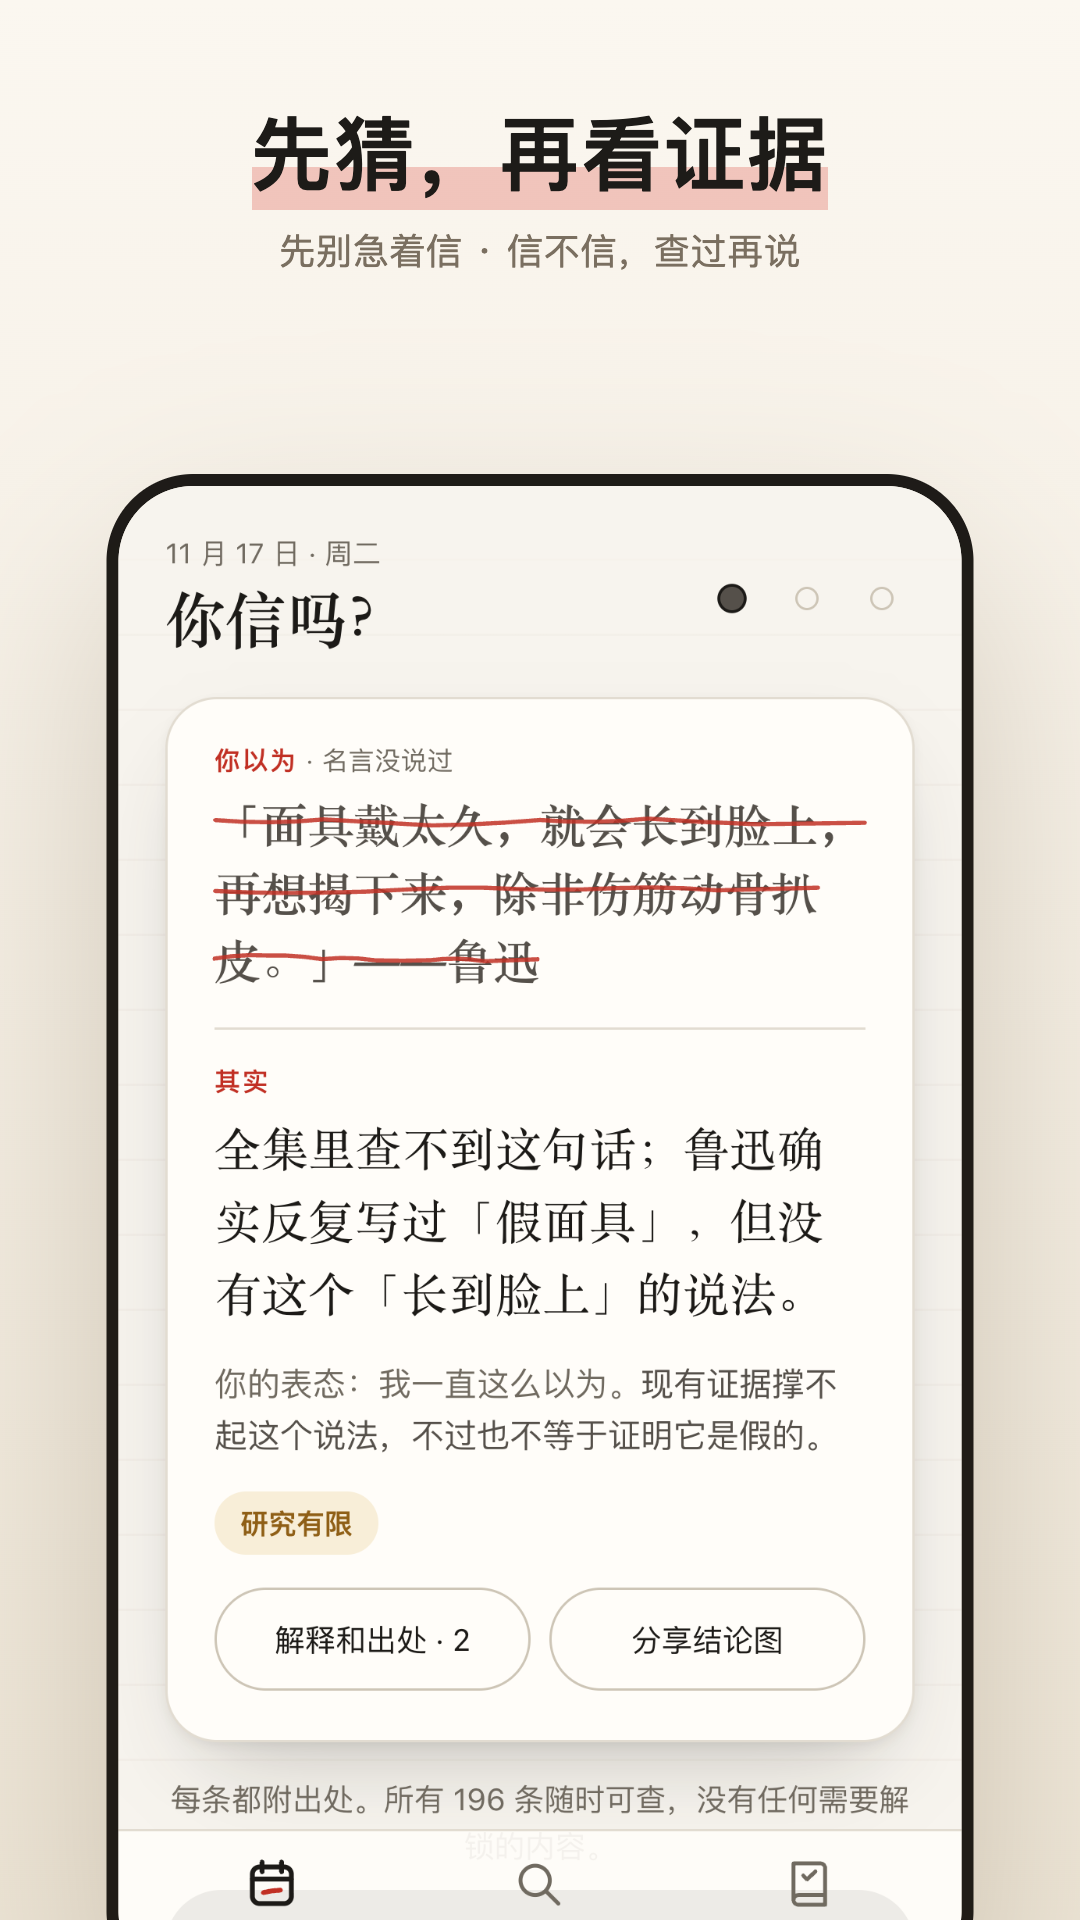 先猜，再看证据
先别急着信 · 信不信，查过再说
11 月 17 日 · 周二
你信吗？
你以为 · 名言没说过
「面具戴太久，就会长到脸上，
再想揭下来，除非伤筋动骨扒
皮。」——鲁迅
其实
全集里查不到这句话；鲁迅确
实反复写过「假面具」，但没
有这个「长到脸上」的说法。
你的表态：我一直这么以为。现有证据撑不
起这个说法，不过也不等于证明它是假的。
研究有限
解释和出处 · 2
分享结论图
每条都附出处。所有 196 条随时可查，没有任何需要解
锁的内容。